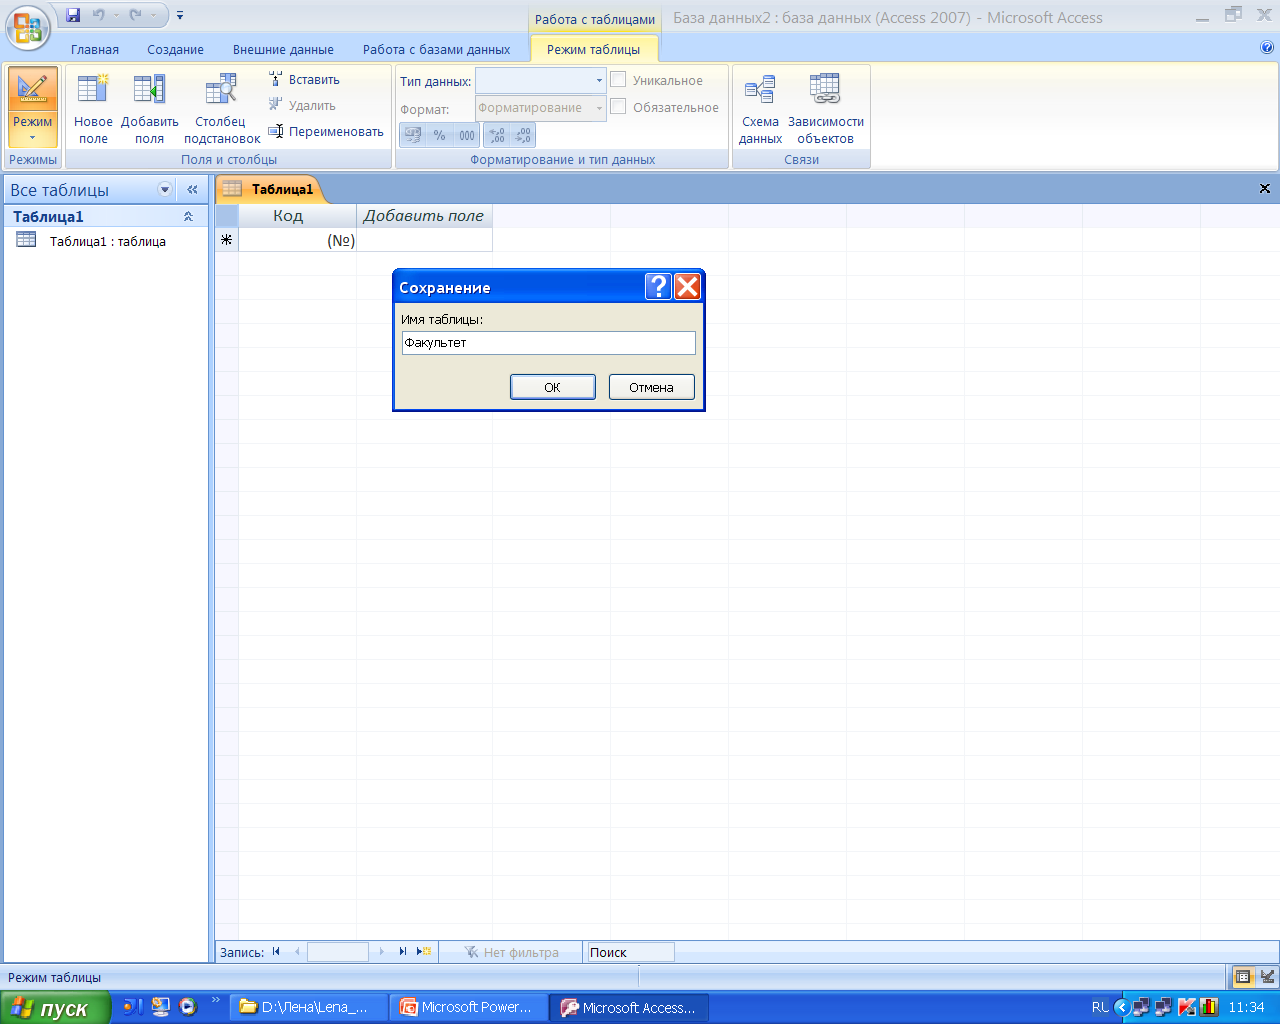 Работа с таблицами
База данных2 : база данных (Access 2007) - Microsoft Access
Главная
Создание
Внешние данные
Работа с базами данных
Режим таблицы
Режим
Режимы
Новое поле
Добавить поля
Столбец подстановок
Вставить
Удалить
Переименовать
Поля и столбцы
Тип данных:
Уникальное
Формат:
Форматирование
Обязательное
%
000
Форматирование и тип данных
Схема данных
Зависимости объектов
Связи
Все таблицы
Таблица1
Таблица1 : таблица
Таблица1
Код
Добавить поле
(№)
Сохранение
Имя таблицы:
Факультет
ОК
Отмена
Запись:
Нет фильтра
Поиск
Режим таблицы
пуск
D:\Лена\Lena_...
Microsoft Power...
Microsoft Access...
RU
11:34